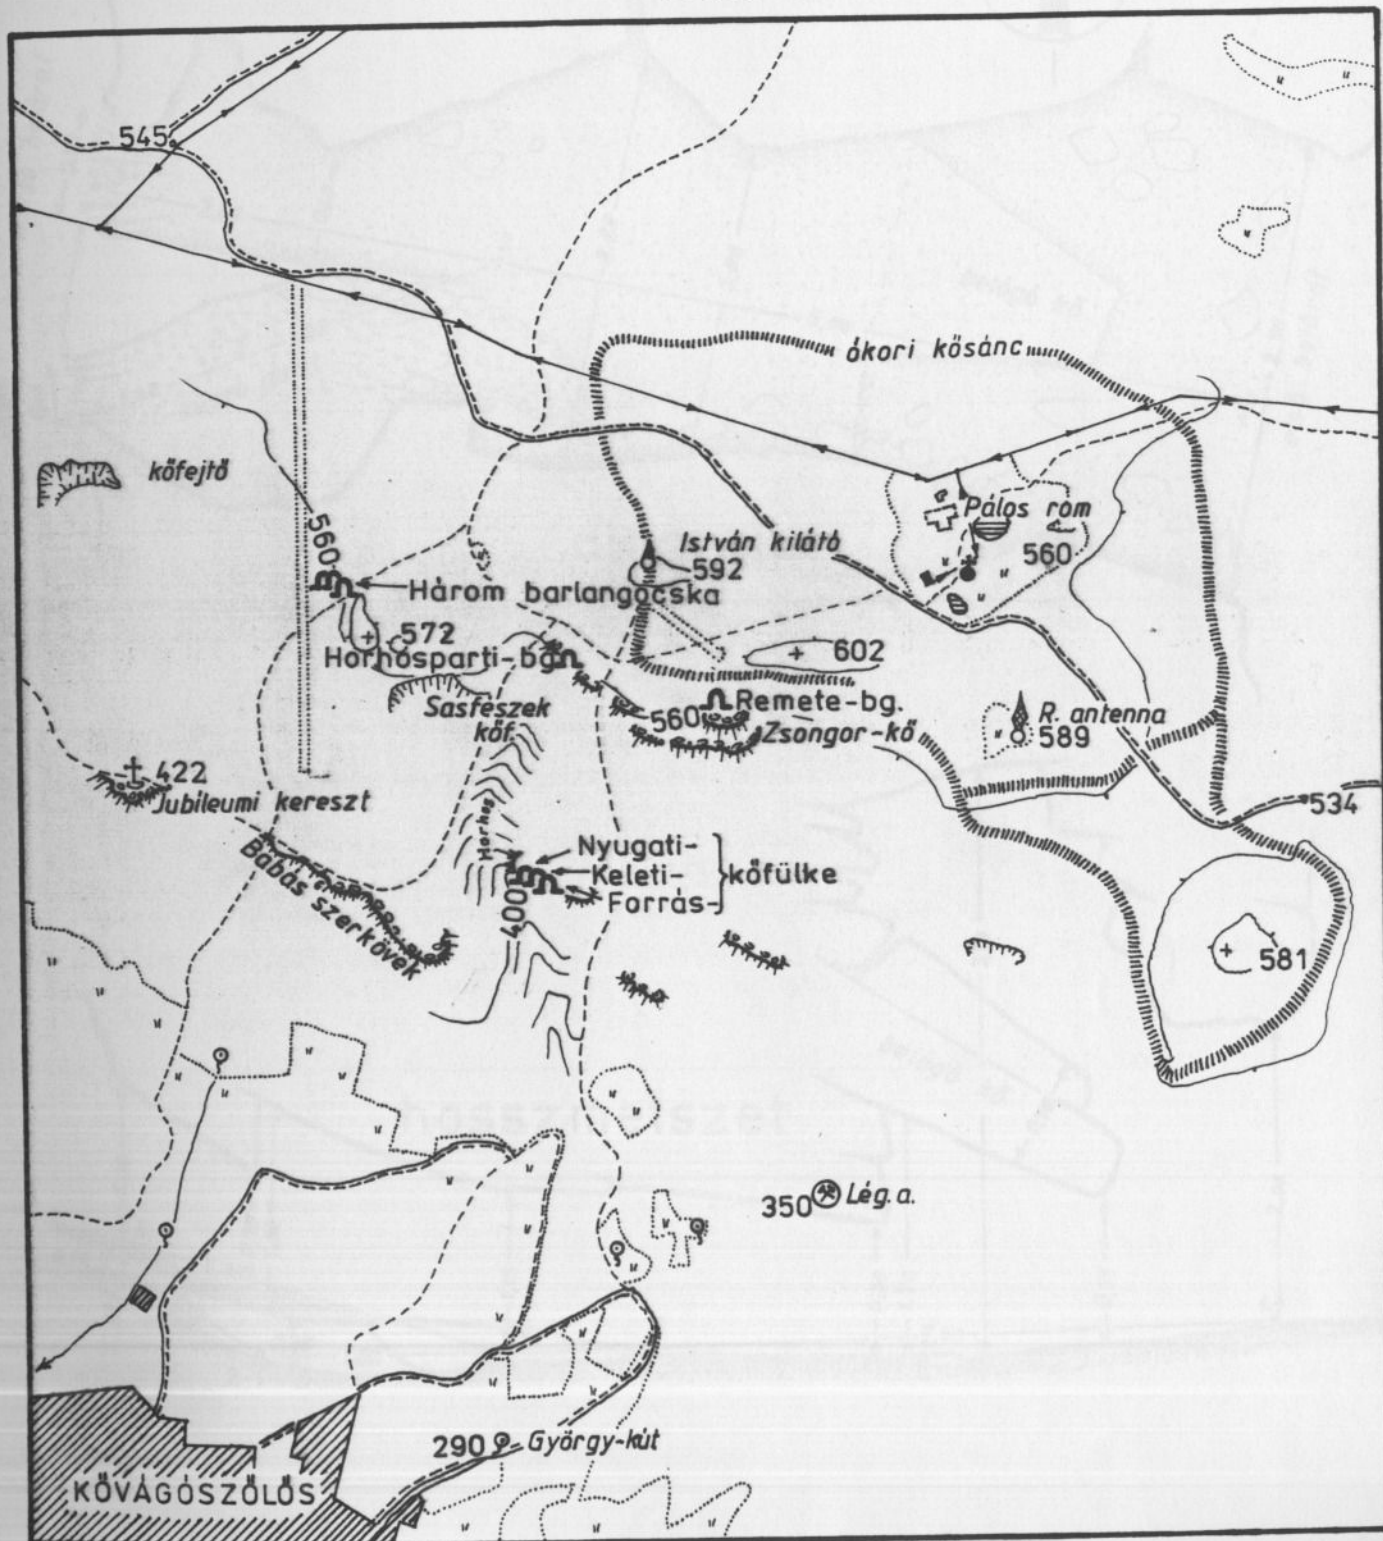 545
ókori kősánc
kőfejtő
Pálos rom
560
István kilátó
592
560
Három barlangocska
572
Horhosparti-bg.
602
Sasfészek
kőf.
560
Remete-bg.
Zsongor-kő
R. antenna
589
422
Jubileumi kereszt
534
Horhos
Babás szerkövek
Nyugati-
Keleti-
Forrás-
kőfülke
400
581
350
Lég. a.
290
György-kút
KŐVÁGÓSZŐLŐS